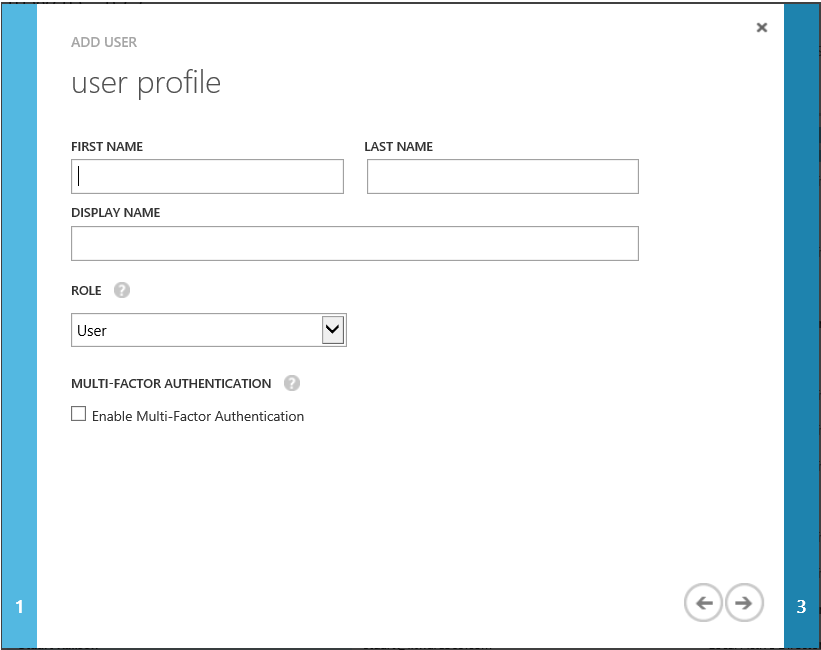 ADD USER
user profile
FIRST NAME LAST NAME
DISPLAY NAME
ROLE ?
User
MULTI-FACTOR AUTHENTICATION ?
Enable Multi-Factor Authentication
1 3